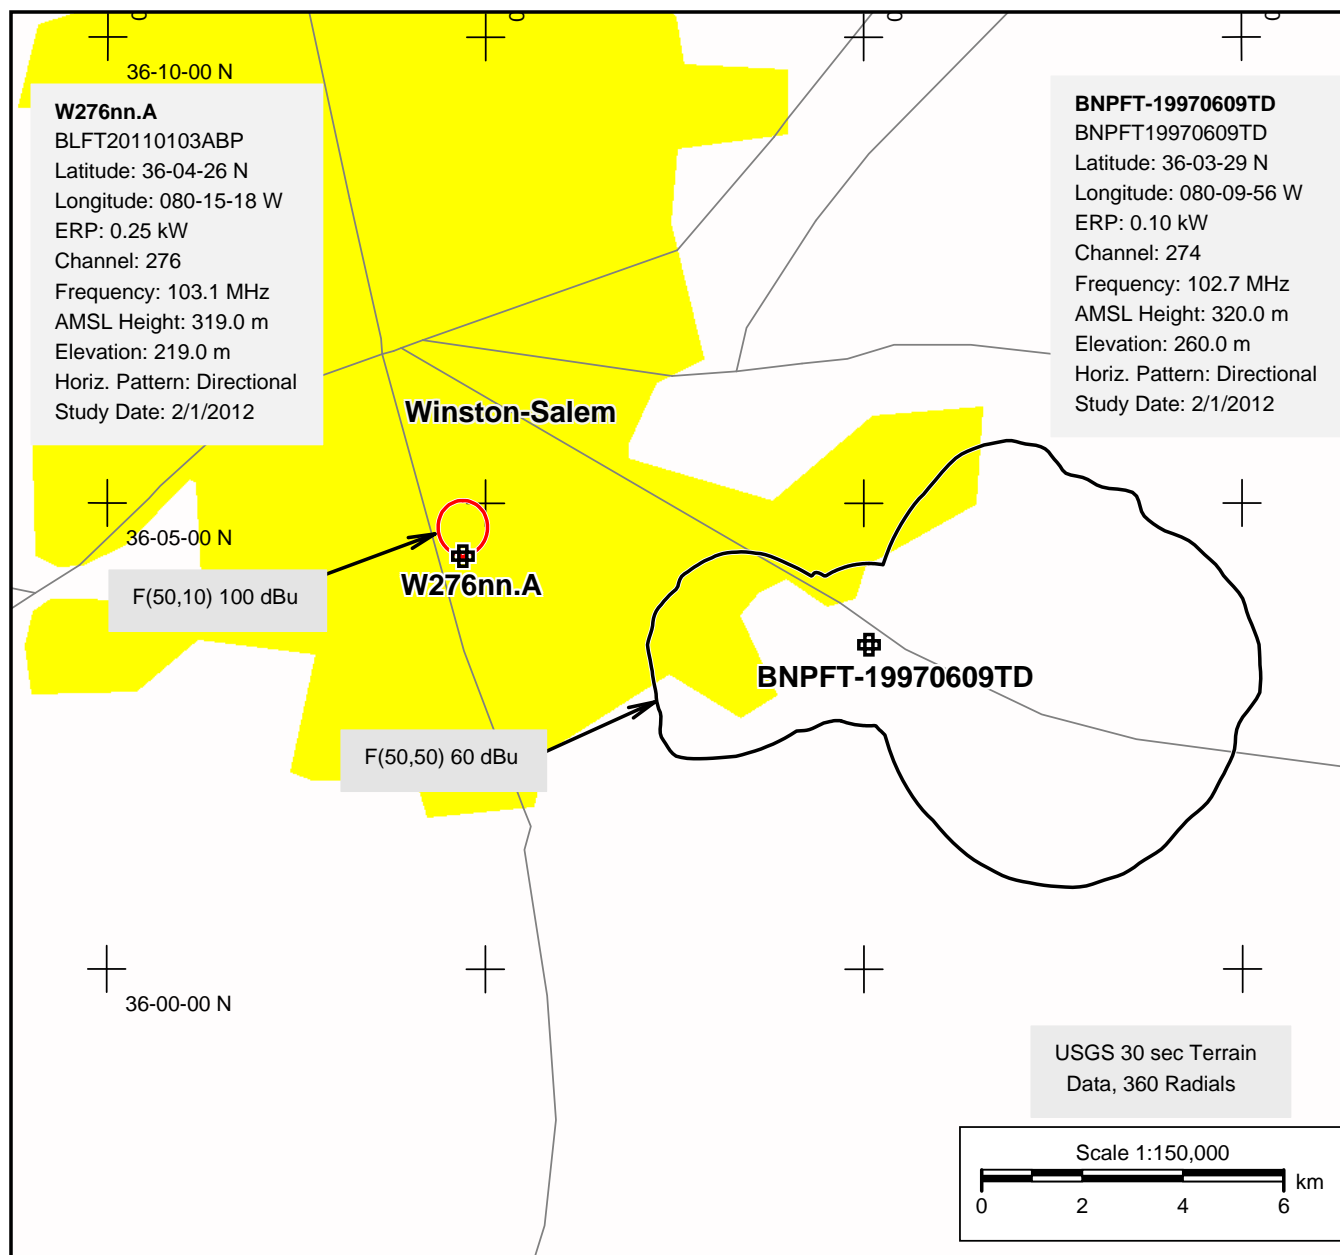 0
0
0
36-10-00 N
W276nn.A
BLFT20110103ABP
Latitude: 36-04-26 N
Longitude: 080-15-18 W
ERP: 0.25 kW
Channel: 276
Frequency: 103.1 MHz
AMSL Height: 319.0 m
Elevation: 219.0 m
Horiz. Pattern: Directional
Study Date: 2/1/2012
BNPFT-19970609TD
BNPFT19970609TD
Latitude: 36-03-29 N
Longitude: 080-09-56 W
ERP: 0.10 kW
Channel: 274
Frequency: 102.7 MHz
AMSL Height: 320.0 m
Elevation: 260.0 m
Horiz. Pattern: Directional
Study Date: 2/1/2012
Winston-Salem
36-05-00 N
W276nn.A
F(50,10) 100 dBu
BNPFT-19970609TD
F(50,50) 60 dBu
36-00-00 N
USGS 30 sec Terrain
Data, 360 Radials
Scale 1:150,000
km
0 2 4 6